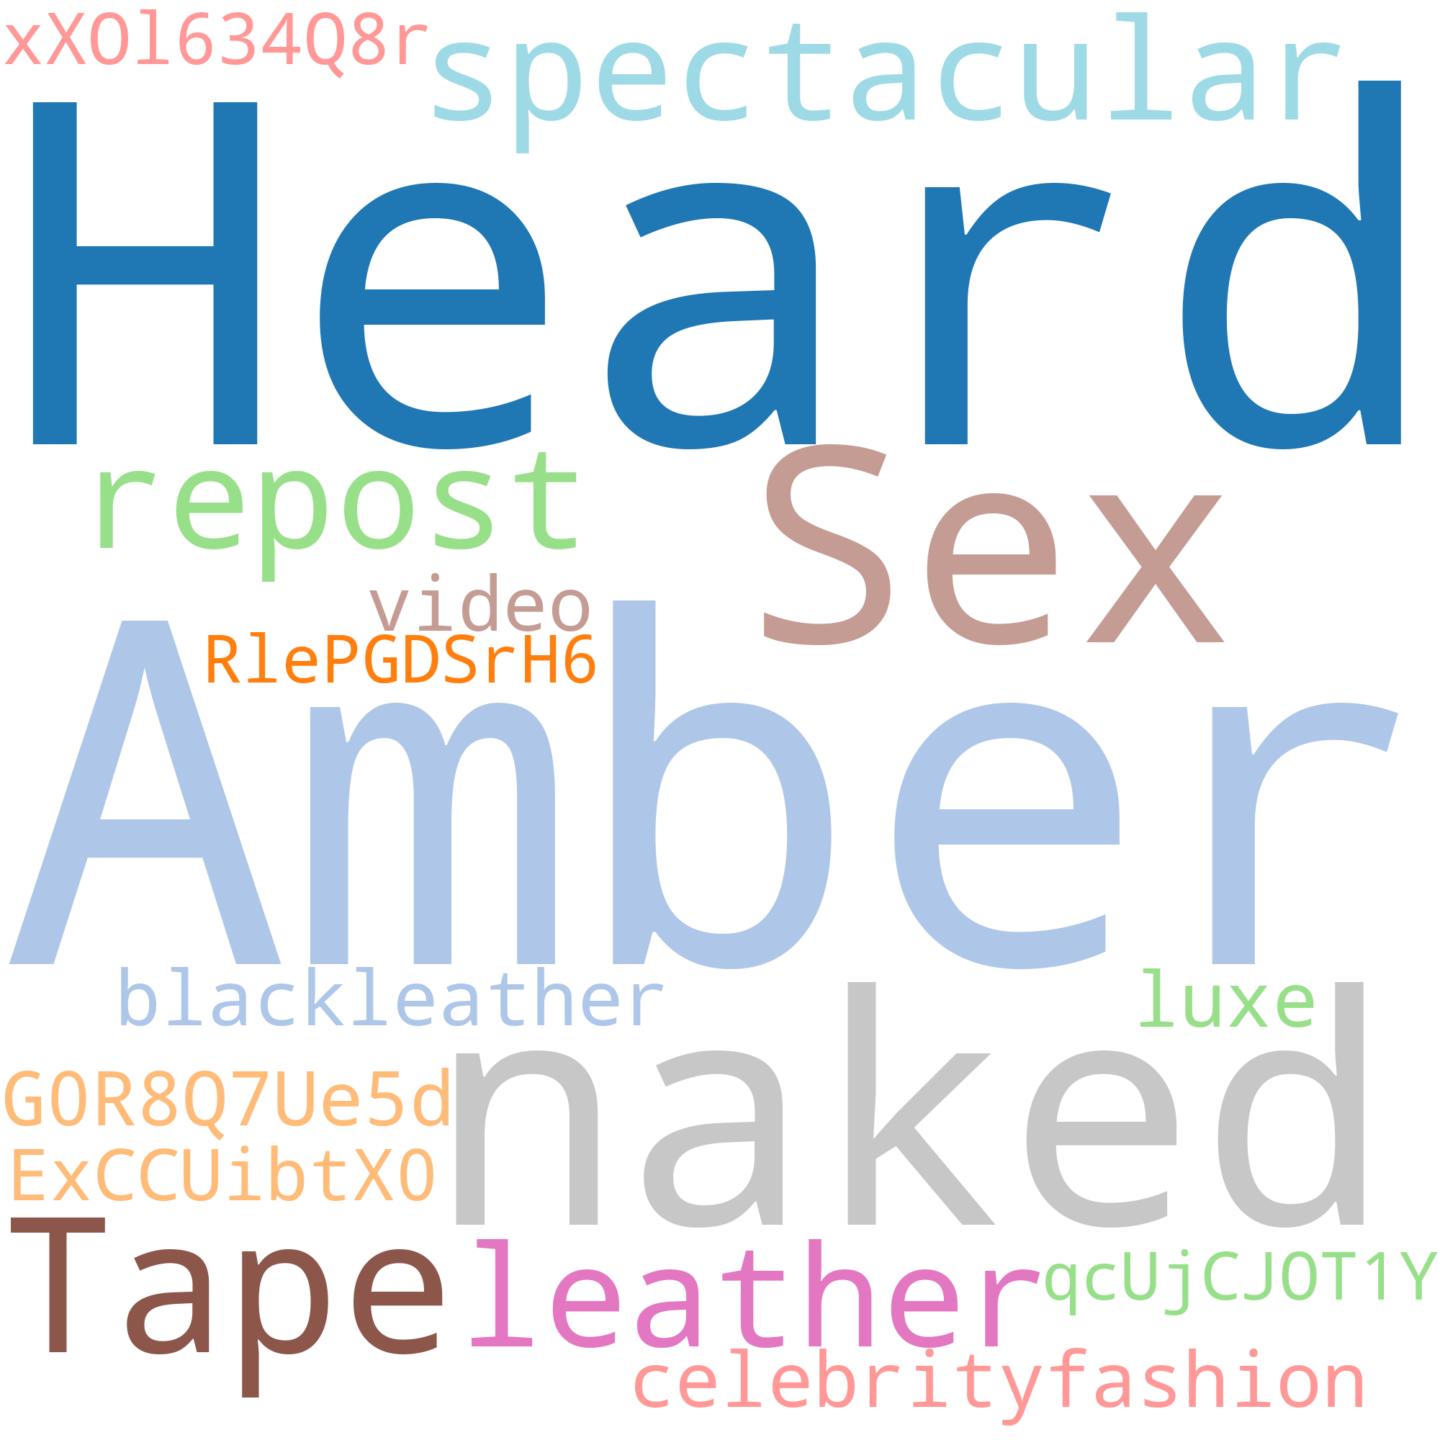 xXOl634Q8r
spectacular
Heard
repost
Sex
video
RlePGDSrH6
Amber
blackleather
luxe
naked
G0R8Q7Ue5d
ExCCUibtX0
Tape
leather
qcUjCJOT1Y
celebrityfashion